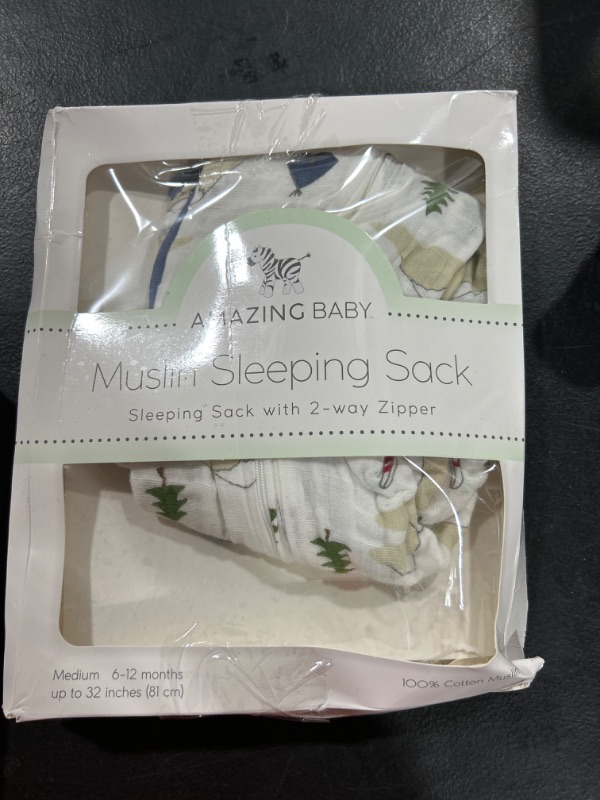 AMAZING BABY
Muslin Sleeping Sack
Sleeping Sack with 2-way Zipper
Medium 6-12 months
up to 32 inches (81 cm)
100% Cotton Muslin